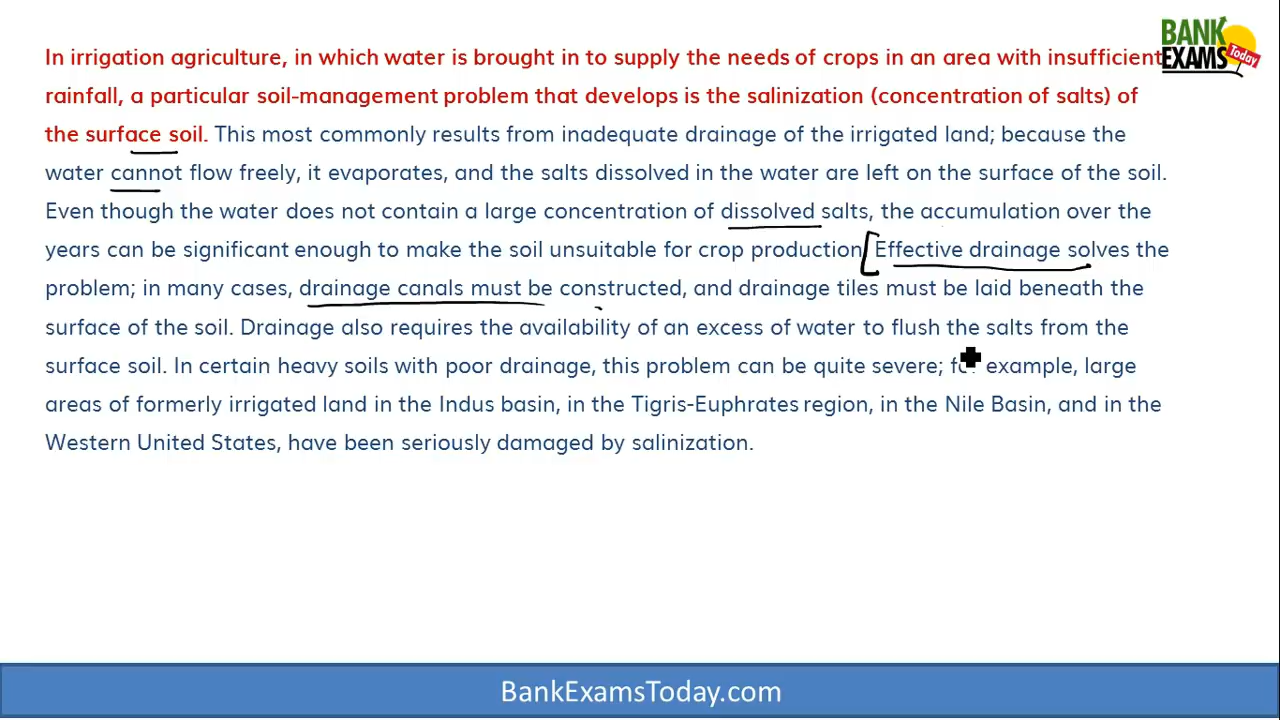 BANK
EXAMS Today
In irrigation agriculture, in which water is brought in to supply the needs of crops in an area with insufficient
rainfall, a particular soil-management problem that develops is the salinization (concentration of salts) of
the surface soil. This most commonly results from inadequate drainage of the irrigated land; because the
water cannot flow freely, it evaporates, and the salts dissolved in the water are left on the surface of the soil.
Even though the water does not contain a large concentration of dissolved salts, the accumulation over the
years can be significant enough to make the soil unsuitable for crop production Effective drainage solves the
problem; in many cases, drainage canals must be constructed, and drainage tiles must be laid beneath the
surface of the soil. Drainage also requires the availability of an excess of water to flush the salts from the
surface soil. In certain heavy soils with poor drainage, this problem can be quite severe; for example, large
areas of formerly irrigated land in the Indus basin, in the Tigris-Euphrates region, in the Nile Basin, and in the
Western United States, have been seriously damaged by salinization.
BankExamsToday.com